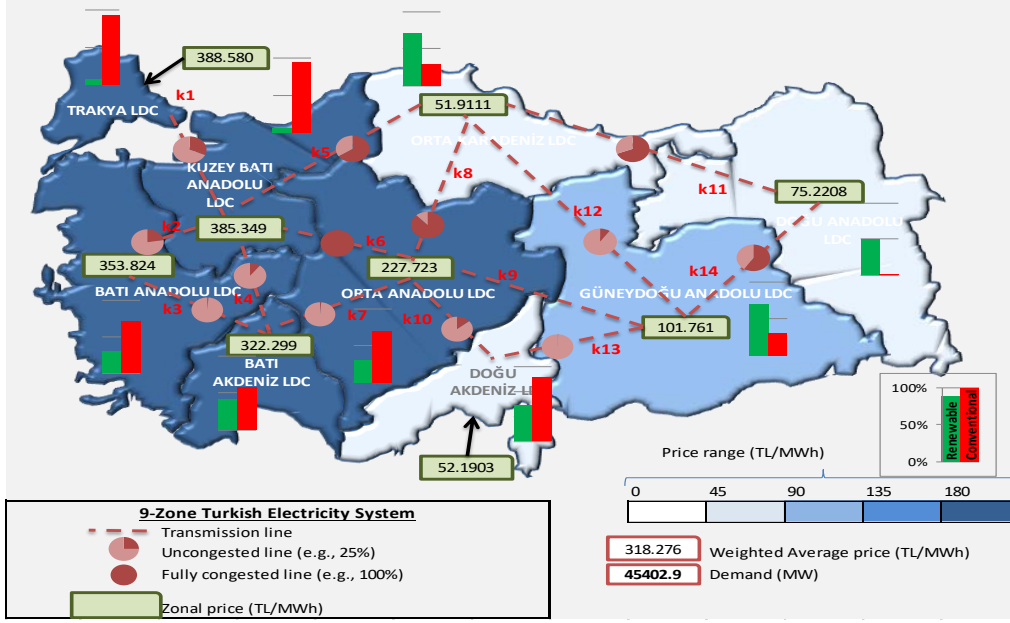 388.580
k1
TRAKYA LDC
51.9111
ORTA KARADENİZ LDC
k5
KUZEY BATI
ANADOLU
LDC
k8
k11
75.2208
DOĞU ANADOLU
LDC
k2
385.349
k6
k12
353.824
227.723
k9
k14
BATI ANADOLU LDC
k4
ORTA ANADOLU LDC
GÜNEYDOĞU ANADOLU LDC
k3
k7
k10
101.761
322.299
k13
BATI
AKDENİZ LDC
DOĞU
AKDENİZ L
52.1903
100%
50%
0%
Renewable
Conventional
Price range (TL/MWh)
0 45 90 135 180
9-Zone Turkish Electricity System
Transmission line
Uncongested line (e.g., 25%)
Fully congested line (e.g., 100%)
Zonal price (TL/MWh)
318.276 Weighted Average price (TL/MWh)
45402.9 Demand (MW)